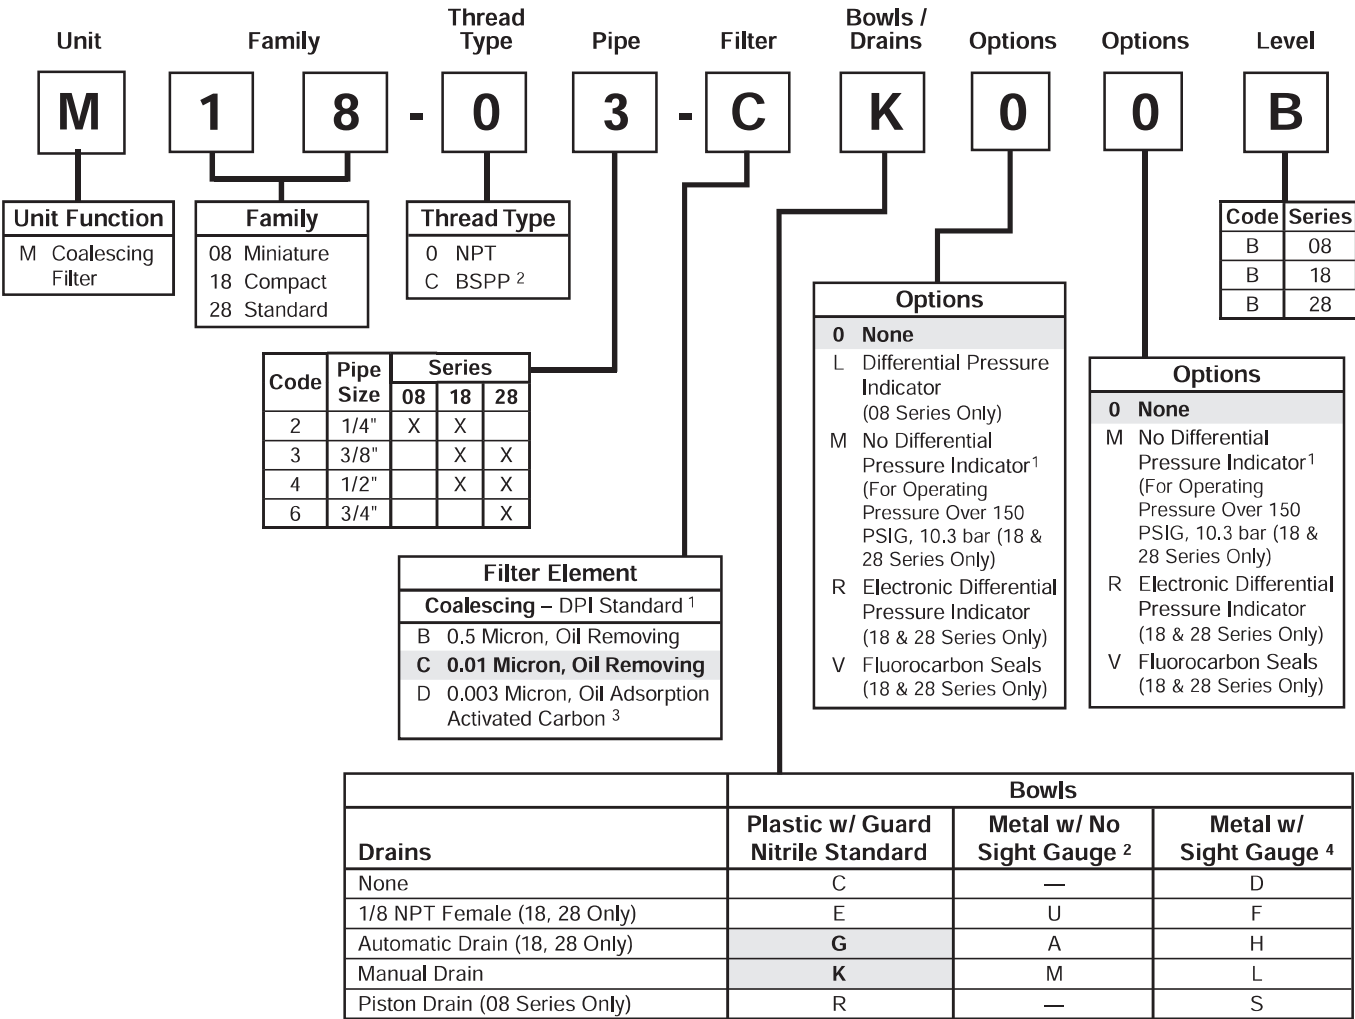 Unit Family Thread Type Pipe Filter Bowls / Drains Options Options Level
M 1 8 - 0 3 - C K 0 0 B
Unit Function
M Coalescing
Filter
Family
08 Miniature
18 Compact
28 Standard
Thread Type
0 NPT
C BSPP 2
Code Series
B 08
B 18
B 28
Code Pipe Size Series
08 18 28
2 1/4" X X
3 3/8" X X
4 1/2" X X
6 3/4" X
Filter Element
Coalescing – DPI Standard 1
B 0.5 Micron, Oil Removing
C 0.01 Micron, Oil Removing
D 0.003 Micron, Oil Adsorption
Activated Carbon 3
Options
0 None
L Differential Pressure
Indicator
(08 Series Only)
M No Differential
Pressure Indicator1
(For Operating
Pressure Over 150
PSIG, 10.3 bar (18 &
28 Series Only)
R Electronic Differential
Pressure Indicator
(18 & 28 Series Only)
V Fluorocarbon Seals
(18 & 28 Series Only)
Options
0 None
M No Differential
Pressure Indicator1
(For Operating
Pressure Over 150
PSIG, 10.3 bar (18 &
28 Series Only)
R Electronic Differential
Pressure Indicator
(18 & 28 Series Only)
V Fluorocarbon Seals
(18 & 28 Series Only)
Bowls
Drains Plastic w/ Guard Nitrile Standard Metal w/ No Sight Gauge 2 Metal w/ Sight Gauge 4
None C — D
1/8 NPT Female (18, 28 Only) E U F
Automatic Drain (18, 28 Only) G A H
Manual Drain K M L
Piston Drain (08 Series Only) R — S